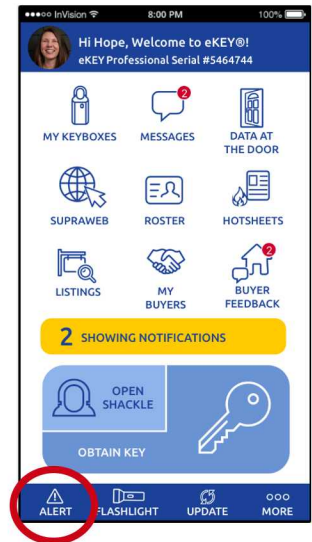 InVision 8:00 PM 100%
Hi Hope, Welcome to eKEY®!
eKEY Professional Serial #5464744
2
MY KEYBOXES MESSAGES DATA AT
THE DOOR
SUPRAWEB ROSTER HOTSHEETS
2
LISTINGS MY BUYER
BUYERS FEEDBACK
2 SHOWING NOTIFICATIONS
OPEN
SHACKLE
OBTAIN KEY
ALERT FLASHLIGHT UPDATE MORE